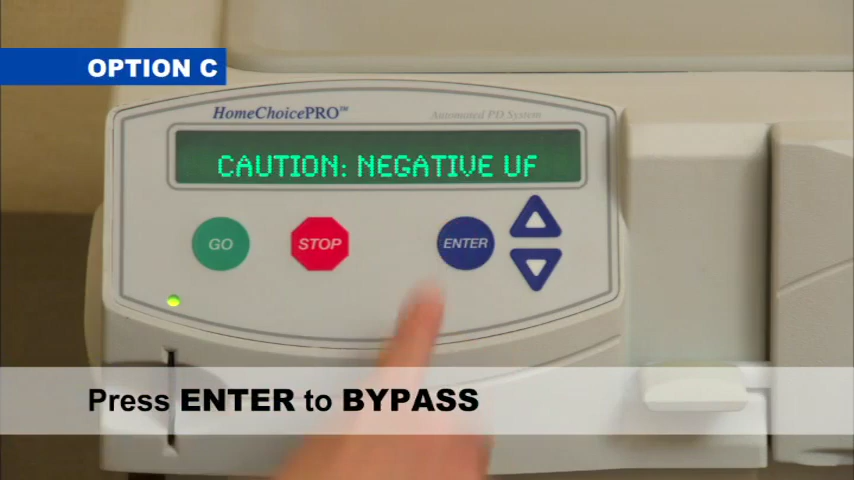 OPTION C
HomeChoicePRO™ Automated PD System
CAUTION: NEGATIVE UF
GO STOP ENTER
Press ENTER to BYPASS